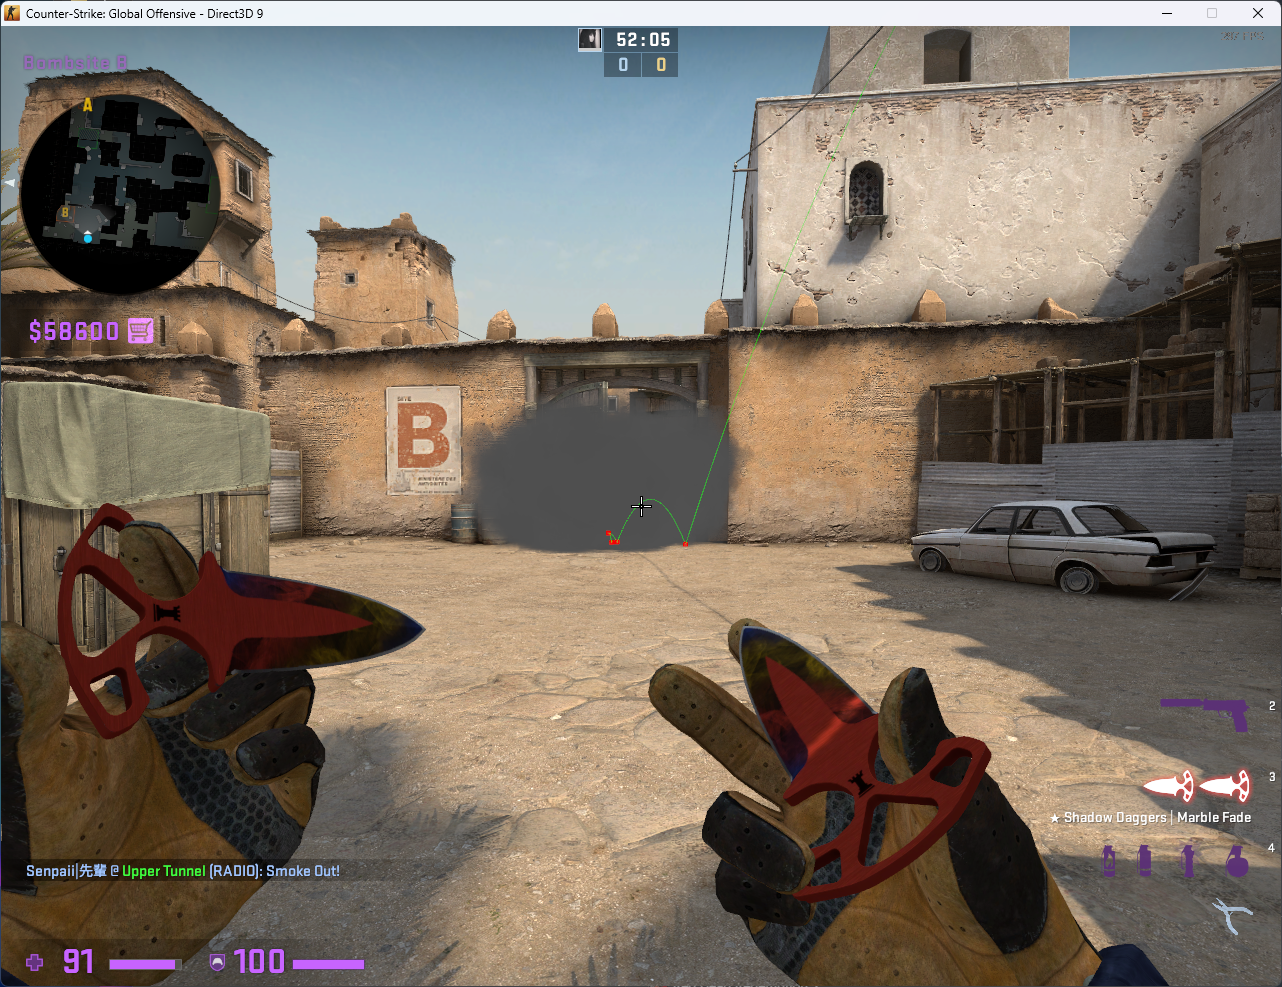 Counter-Strike: Global Offensive - Direct3D 9
52:05
0 0
Bombsite B
A
B
$58600
SITE
B
2
3
★ Shadow Daggers | Marble Fade
4
Senpaii|先輩 @ Upper Tunnel (RADIO): Smoke Out!
91
100